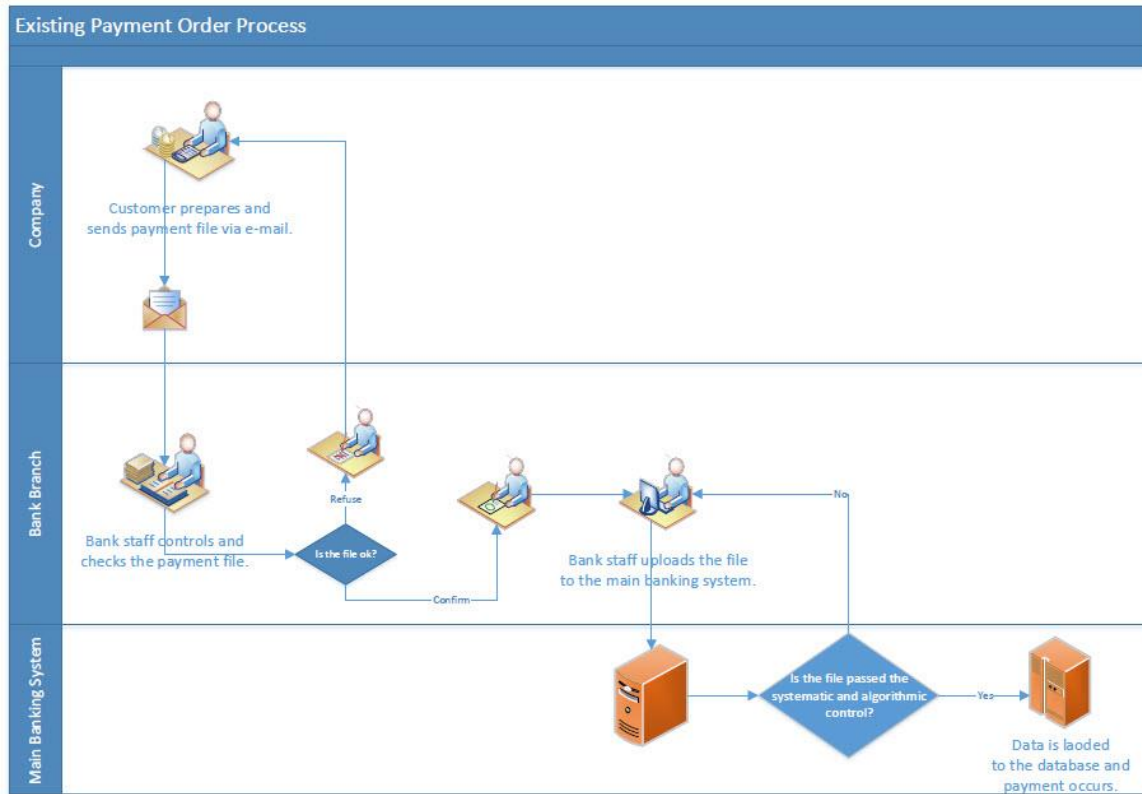 Existing Payment Order Process
Company
Customer prepares and
sends payment file via e-mail.
Bank Branch
Bank staff controls and
checks the payment file.
Refuse
Is the file ok?
Confirm
Bank staff uploads the file
to the main banking system.
No
Main Banking System
Is the file passed the
systematic and algorithmic
control?
Yes
Data is laoded
to the database and
payment occurs.